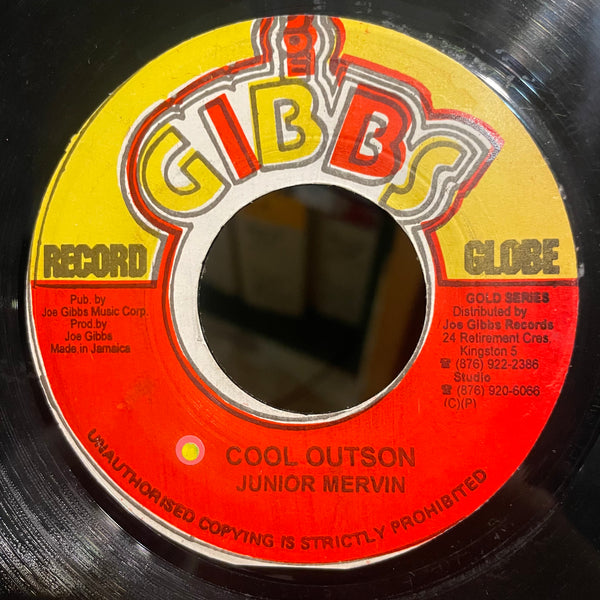 JOE
GIBBS
RECORD
GLOBE
Pub. by
Joe Gibbs Music Corp.
Prod.by
Joe Gibbs
Made in Jamaica
GOLD SERIES
Distributed by
Joe Gibbs Records
24 Retirement Cres.
Kingston 5
☎ (876) 922-2386
Studio
☎ (876) 920-6066
(C)(P)
COOL OUTSON
JUNIOR MERVIN
UNAUTHORISED COPYING IS STRICTLY PROHIBITED